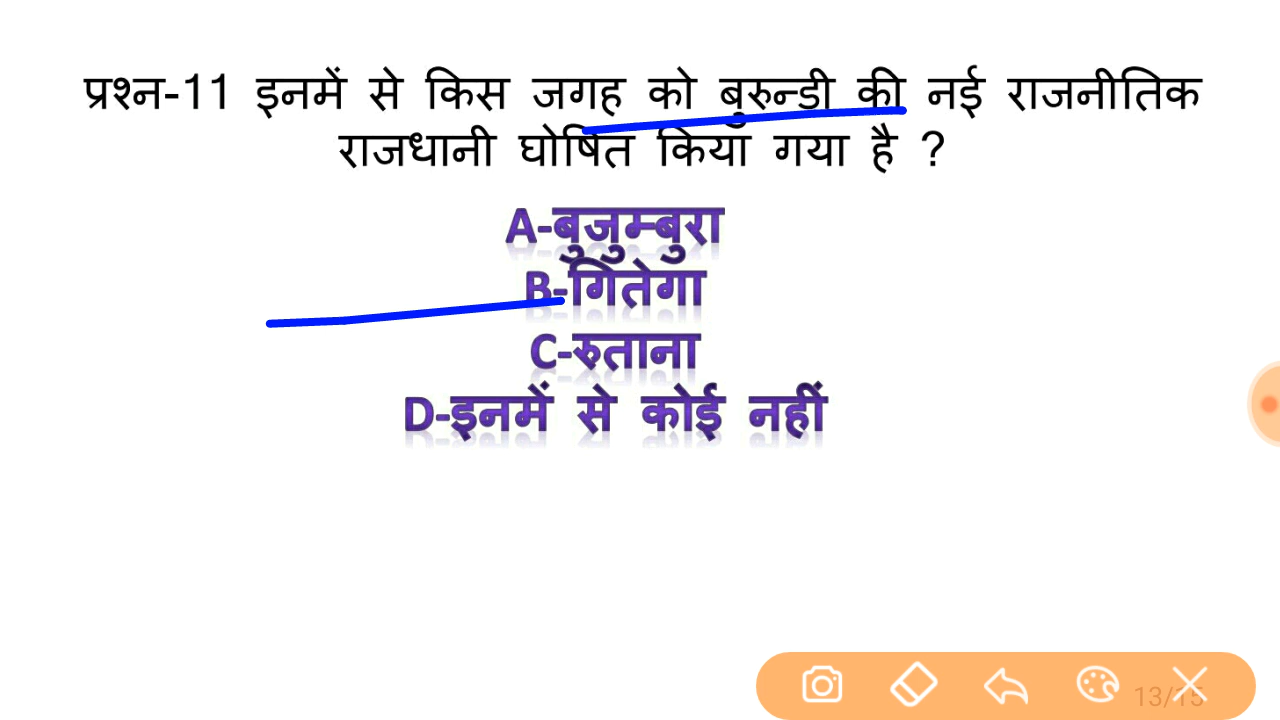 प्रश्न-11 इनमें से किस जगह को बुरुन्डी की नई राजनीतिक
राजधानी घोषित किया गया है ?
A-बुजुम्बुरा
B-गितेगा
C-रुताना
D-इनमें से कोई नहीं
13/15